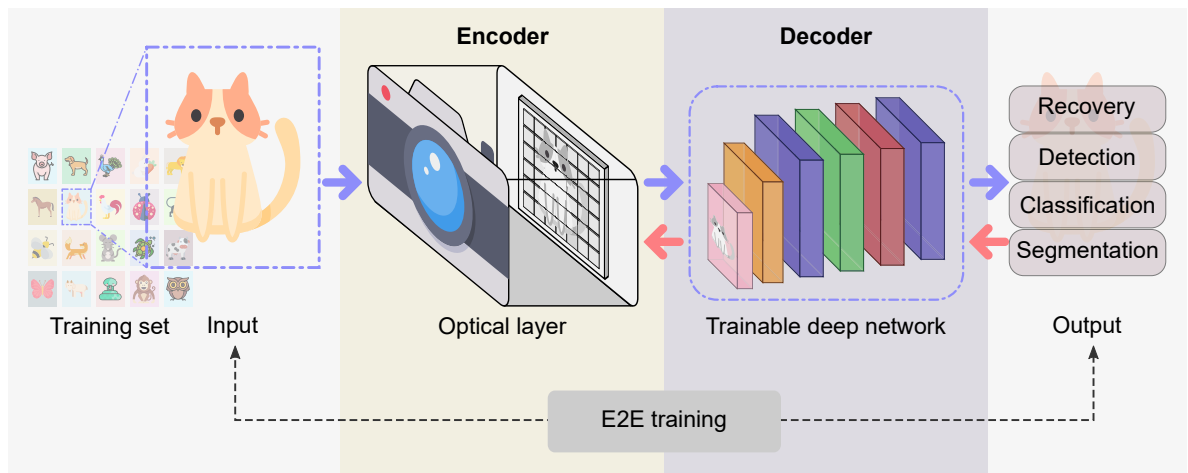 Encoder
Decoder
Recovery
Detection
Classification
Segmentation
Training set
Input
Optical layer
Trainable deep network
Output
E2E training